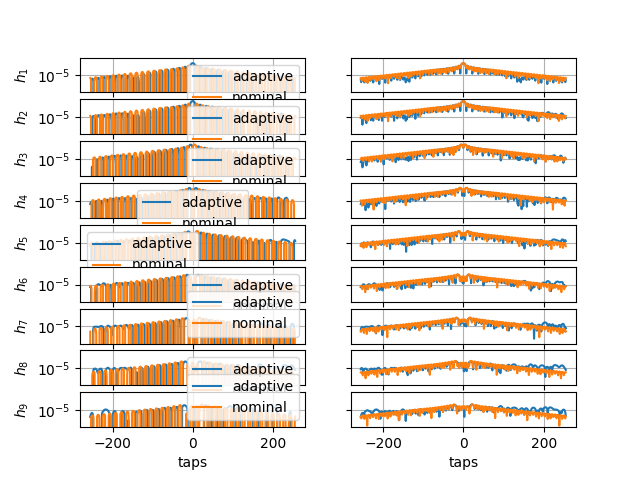 h₁ 10⁻⁵ adaptive
nominal
h₂ 10⁻⁵ adaptive
h₃ 10⁻⁵ adaptive
nominal
h₄ 10⁻⁵ adaptive
nominal
h₅ 10⁻⁵ adaptive
nominal
h₆ 10⁻⁵ adaptive
adaptive
h₇ 10⁻⁵ nominal
h₈ 10⁻⁵ adaptive
adaptive
h₉ 10⁻⁵ nominal
−200 0 200 −200 0 200
taps taps